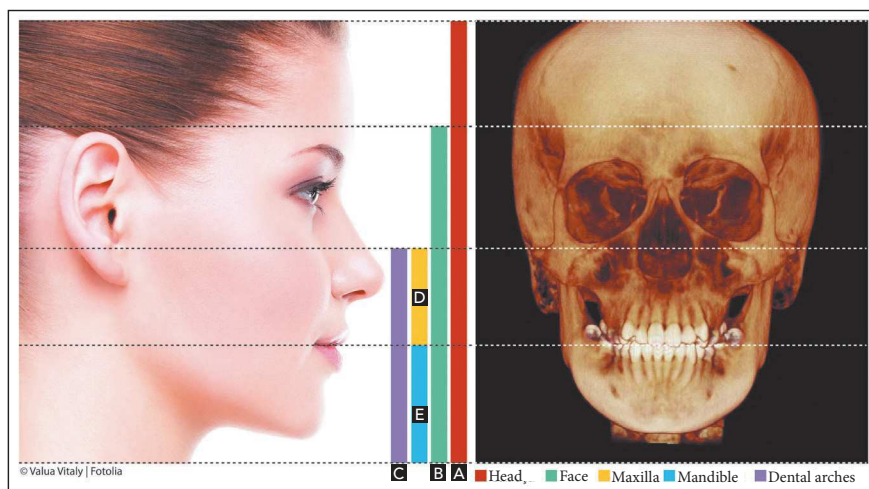 D
E
C B A
© Valua Vitaly | Fotolia
Head, Face Maxilla Mandible Dental arches